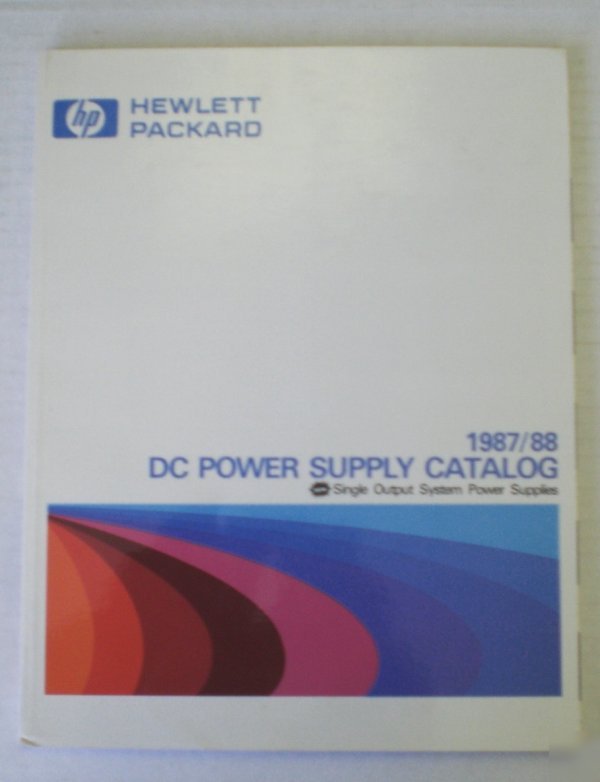 hp
HEWLETT
PACKARD
1987/88
DC POWER SUPPLY CATALOG
Single Output System Power Supplies